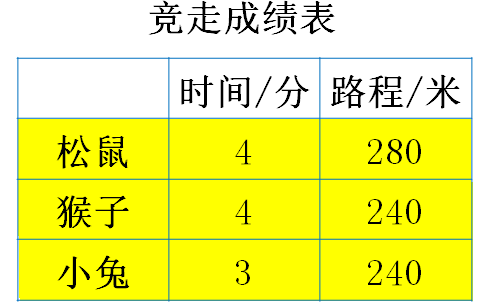 竞走成绩表
时间/分 路程/米
松鼠 4 280
猴子 4 240
小兔 3 240